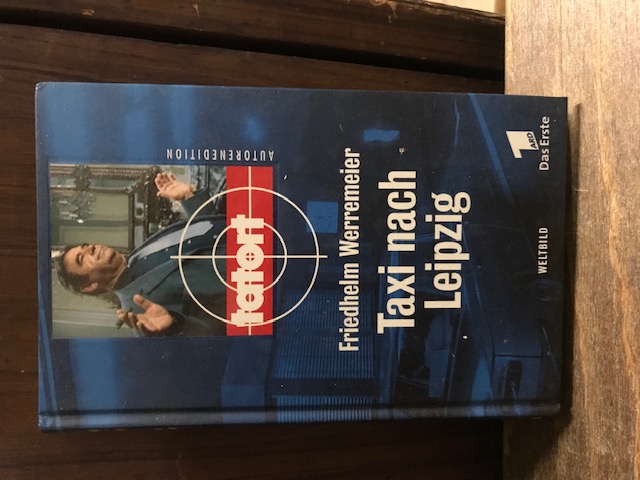 AUTORENEDITION
tatort
Friedhelm Werremeier
Taxi nach
Leipzig
WELTBILD
1
ARD
Das Erste